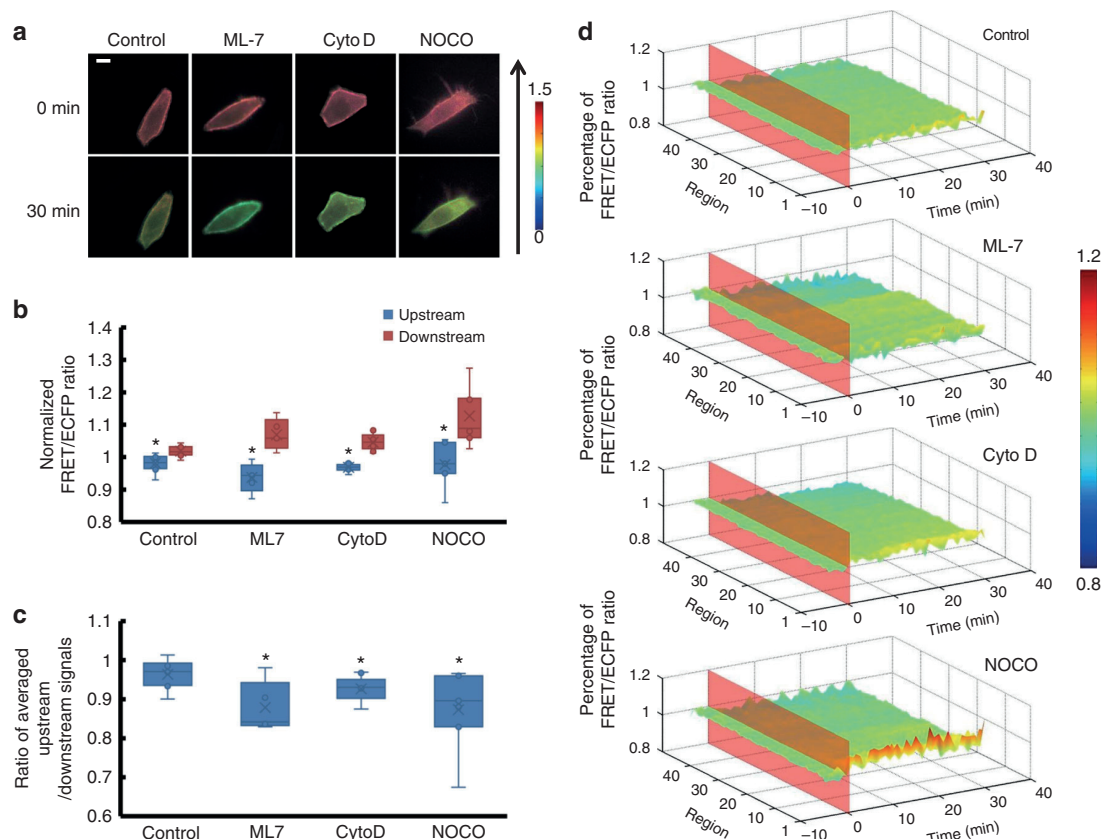 a
Control
ML-7
Cyto D
NOCO
0 min
30 min
1.5
0
b
Normalized
FRET/ECFP ratio
1.4
1.3
1.2
1.1
1
0.9
0.8
Upstream
Downstream
*
*
*
*
Control
ML7
CytoD
NOCO
c
Ratio of averaged
upstream
/downstream signals
1.1
1
0.9
0.8
0.7
0.6
*
*
*
Control
ML7
CytoD
NOCO
d
Control
Percentage of
FRET/ECFP ratio
1.2
1
0.8
40
30
20
10
1
Region
–10
0
10
20
30
40
Time (min)
ML-7
Percentage of
FRET/ECFP ratio
1.2
1
0.8
40
30
20
10
1
Region
–10
0
10
20
30
40
Time (min)
Cyto D
Percentage of
FRET/ECFP ratio
1.2
1
0.8
40
30
20
10
1
Region
–10
0
10
20
30
40
Time (min)
NOCO
Percentage of
FRET/ECFP ratio
1.2
1
0.8
40
30
20
10
1
Region
–10
0
10
20
30
40
Time (min)
1.2
0.8